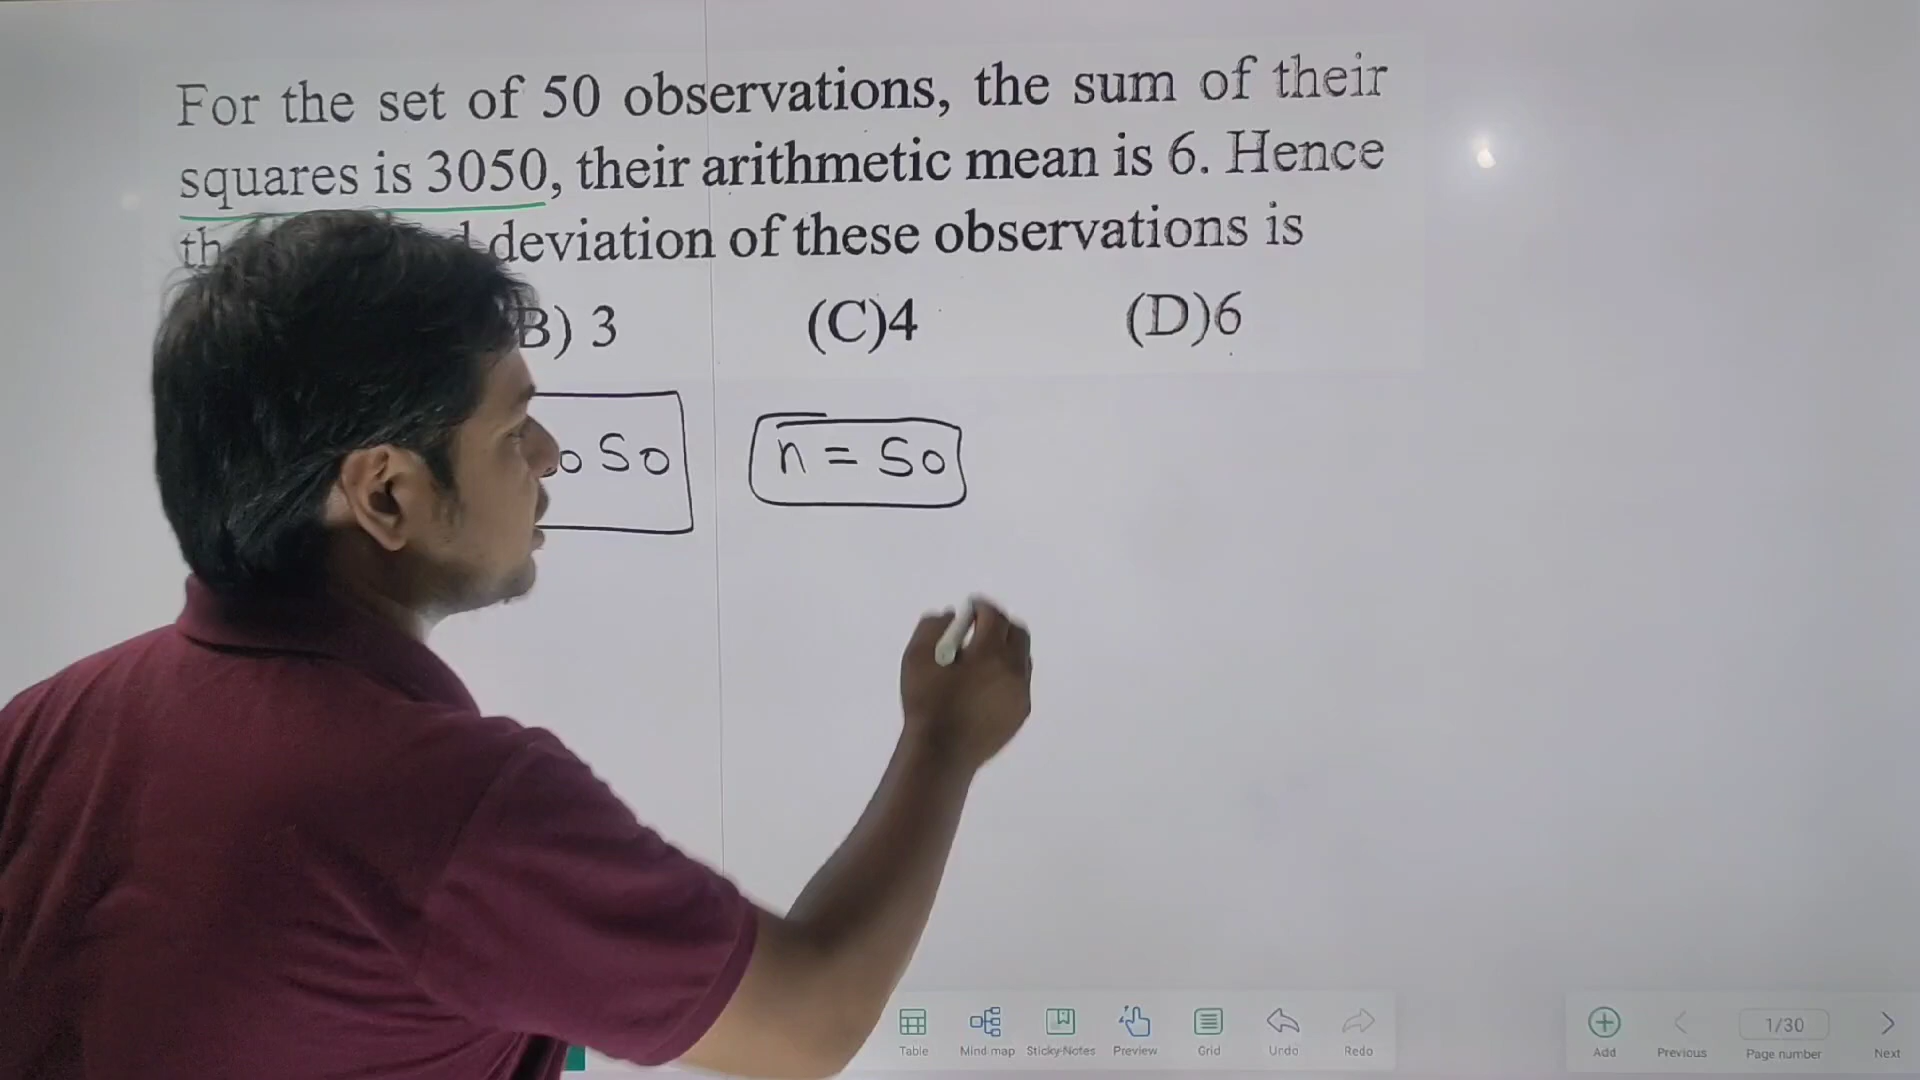 For the set of 50 observations, the sum of their
squares is 3050, their arithmetic mean is 6. Hence
deviation of these observations is
B) 3 (C)4 (D)6
50 n = 50
Table Mind map Sticky-Notes Preview Grid Undo Redo Add Previous 1/30 Page number Next